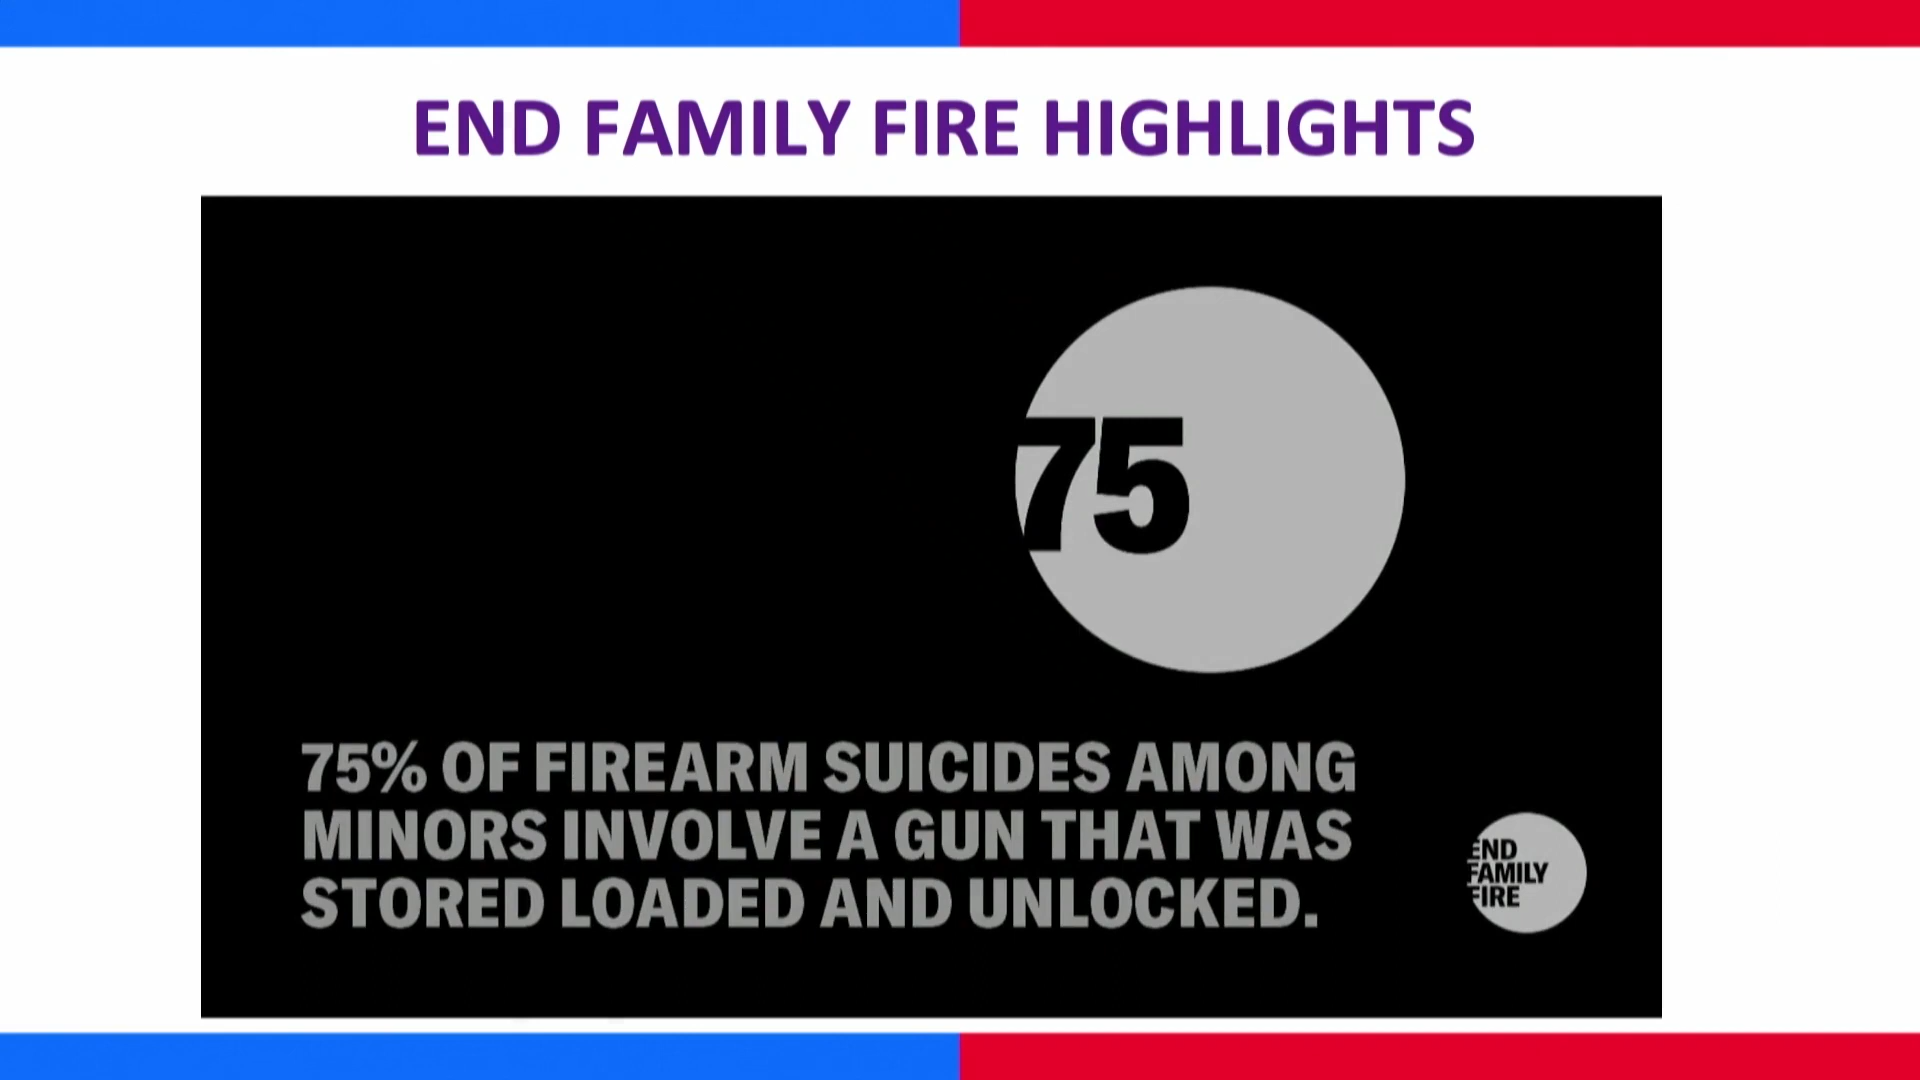 END FAMILY FIRE HIGHLIGHTS
75
75% OF FIREARM SUICIDES AMONG
MINORS INVOLVE A GUN THAT WAS
STORED LOADED AND UNLOCKED.
END
FAMILY
FIRE